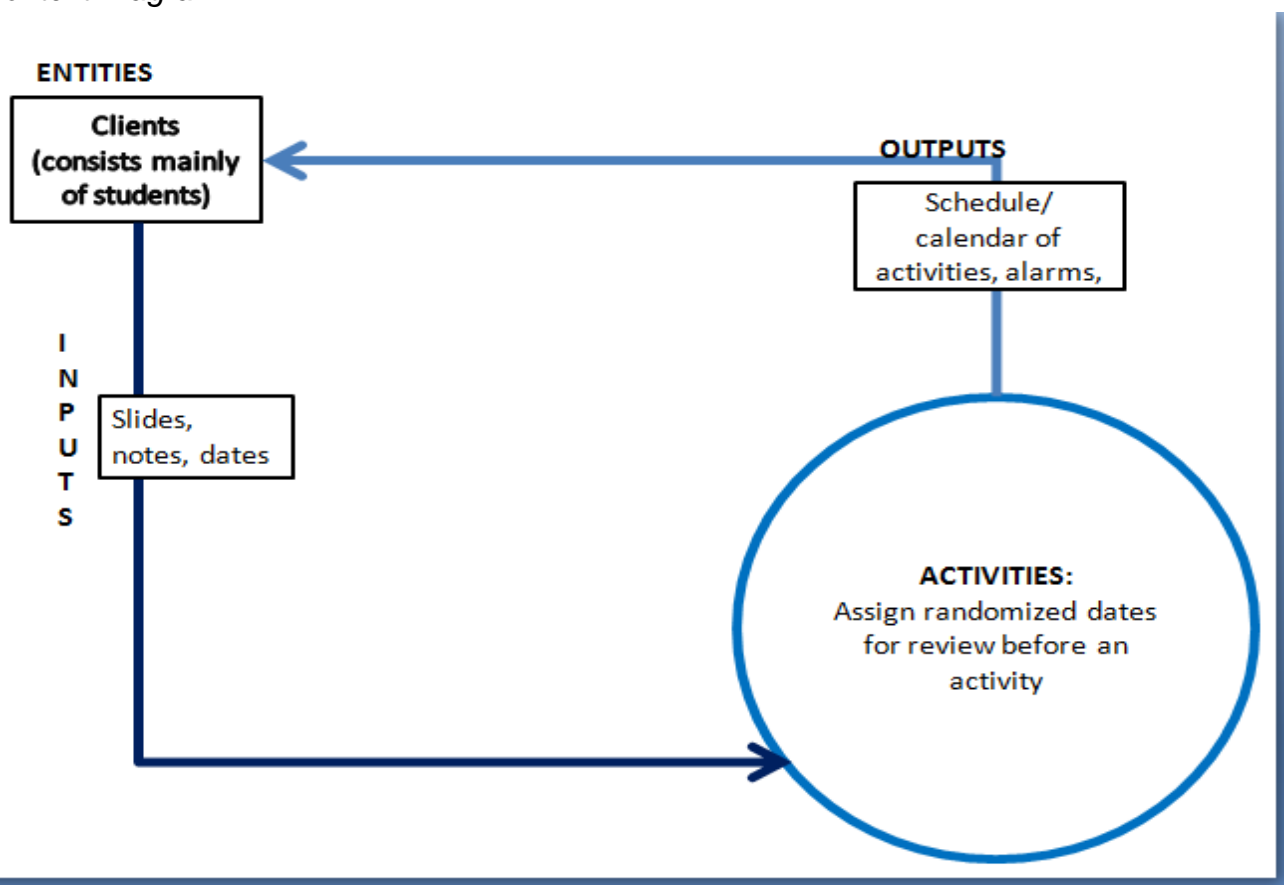 ENTITIES
Clients
(consists mainly
of students)
OUTPUTS
Schedule/
calendar of
activities, alarms,
I
N
P
U
T
S
Slides,
notes, dates
ACTIVITIES:
Assign randomized dates
for review before an
activity